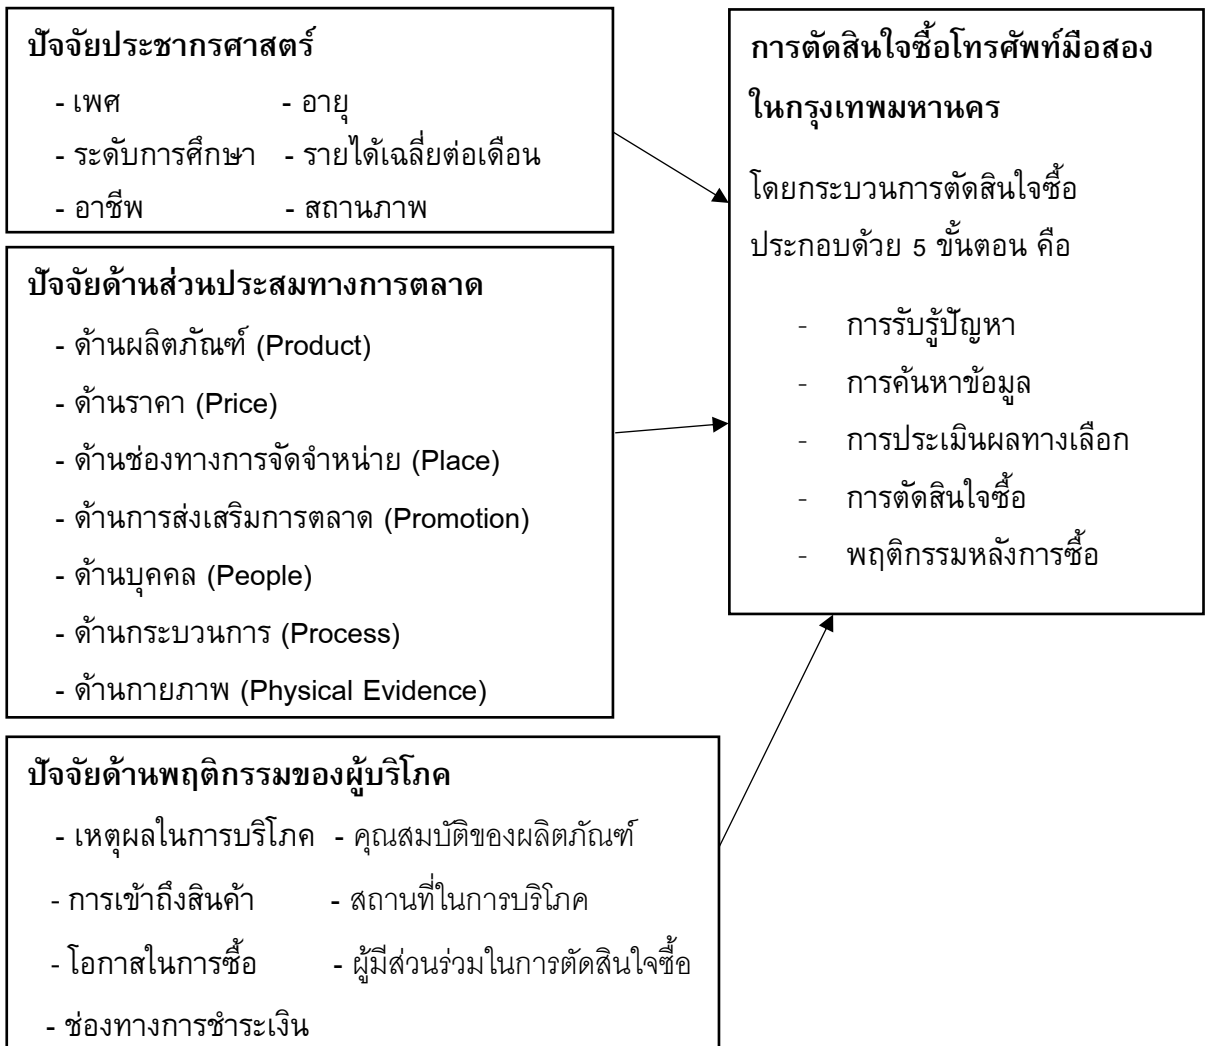 ปัจจัยประชากรศาสตร์
- เพศ - อายุ
- ระดับการศึกษา - รายได้เฉลี่ยต่อเดือน
- อาชีพ - สถานภาพ
ปัจจัยด้านส่วนประสมทางการตลาด
- ด้านผลิตภัณฑ์ (Product)
- ด้านราคา (Price)
- ด้านช่องทางการจัดจำหน่าย (Place)
- ด้านการส่งเสริมการตลาด (Promotion)
- ด้านบุคคล (People)
- ด้านกระบวนการ (Process)
- ด้านกายภาพ (Physical Evidence)
ปัจจัยด้านพฤติกรรมของผู้บริโภค
- เหตุผลในการบริโภค - คุณสมบัติของผลิตภัณฑ์
- การเข้าถึงสินค้า - สถานที่ในการบริโภค
- โอกาสในการซื้อ - ผู้มีส่วนร่วมในการตัดสินใจซื้อ
- ช่องทางการชำระเงิน
การตัดสินใจซื้อโทรศัพท์มือสอง
ในกรุงเทพมหานคร
โดยกระบวนการตัดสินใจซื้อ
ประกอบด้วย 5 ขั้นตอน คือ
- การรับรู้ปัญหา
- การค้นหาข้อมูล
- การประเมินผลทางเลือก
- การตัดสินใจซื้อ
- พฤติกรรมหลังการซื้อ